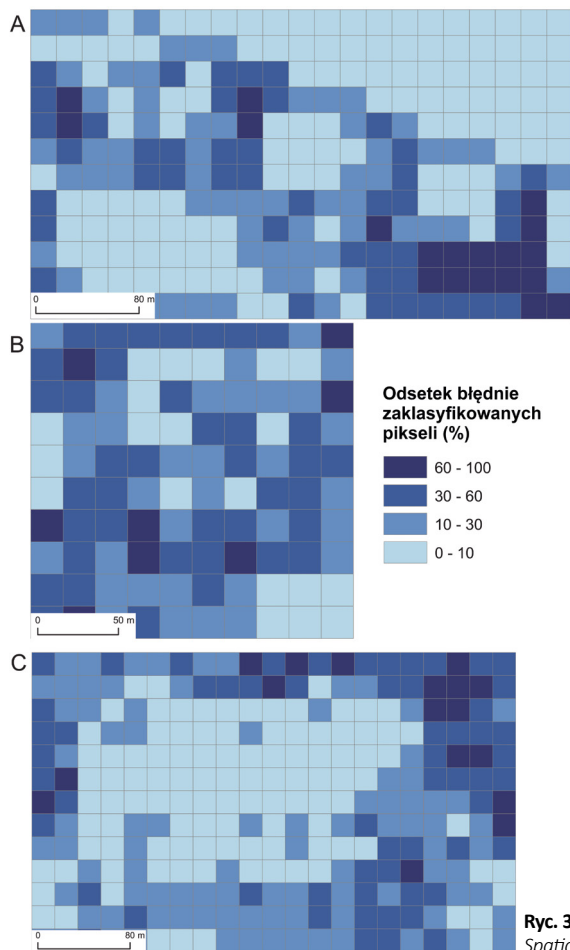 A
0
80 m
B
Odsetek błędnie
zaklasyfikowanych
pikseli (%)
60 - 100
30 - 60
10 - 30
0 - 10
0
50 m
C
Ryc. 3
Spatia
0
80 m